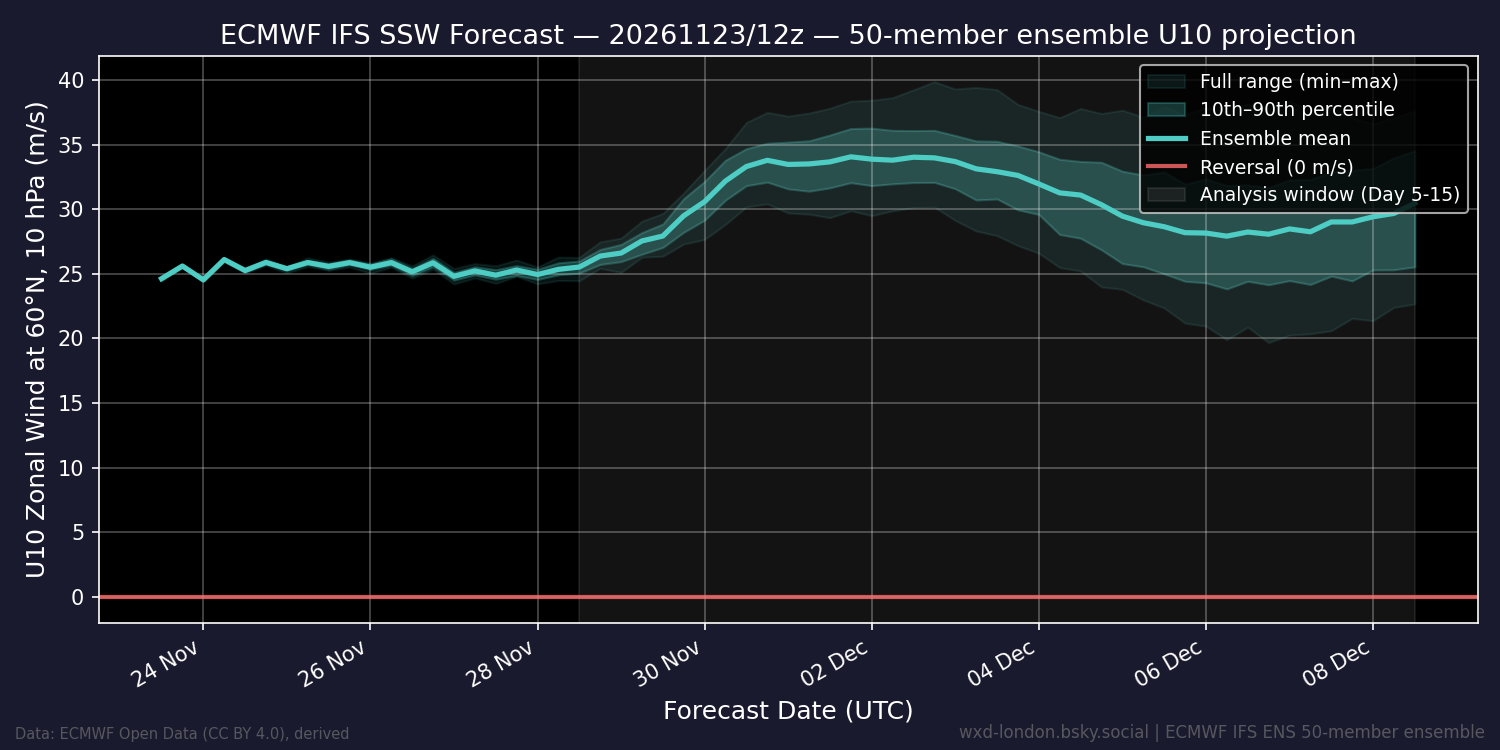 ECMWF IFS SSW Forecast — 20261123/12z — 50-member ensemble U10 projection
U10 Zonal Wind at 60°N, 10 hPa (m/s)
40
35
30
25
20
15
10
5
0
Full range (min–max)
10th–90th percentile
Ensemble mean
Reversal (0 m/s)
Analysis window (Day 5-15)
24 Nov
26 Nov
28 Nov
30 Nov
02 Dec
04 Dec
06 Dec
08 Dec
Forecast Date (UTC)
Data: ECMWF Open Data (CC BY 4.0), derived
wxd-london.bsky.social | ECMWF IFS ENS 50-member ensemble